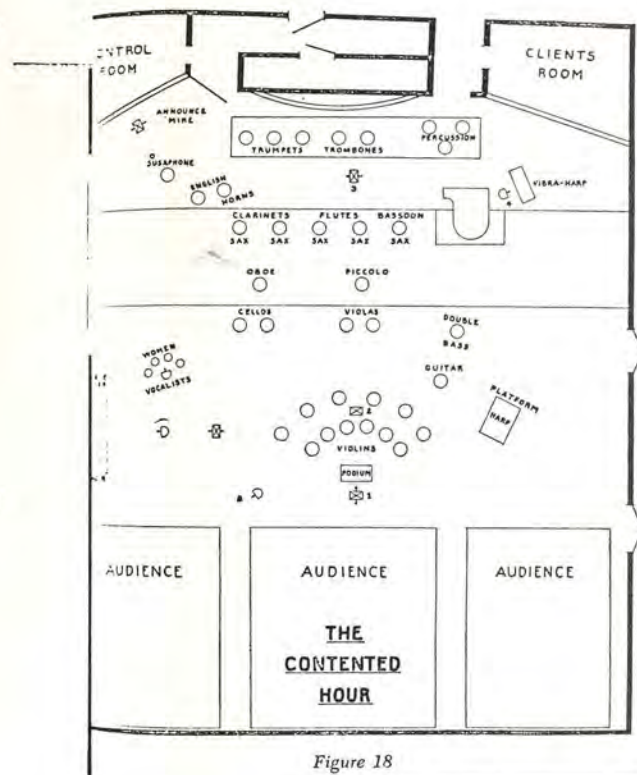 CONTROL
ROOM
CLIENTS
ROOM
ANNOUNCE
MIKE
TRUMPETS
TROMBONES
PERCUSSION
SUSAPHONE
3
ENGLISH
HORNS
VIBRA-HARP
4
CLARINETS
FLUTES
BASSOON
SAX
SAX
SAX
SAX
SAX
OBOE
PICCOLO
CELLOS
VIOLAS
DOUBLE
BASS
WOMEN
VOCALISTS
GUITAR
PLATFORM
HARP
2
VIOLINS
PODIUM
1
AUDIENCE
AUDIENCE
AUDIENCE
THE
CONTENTED
HOUR
Figure 18